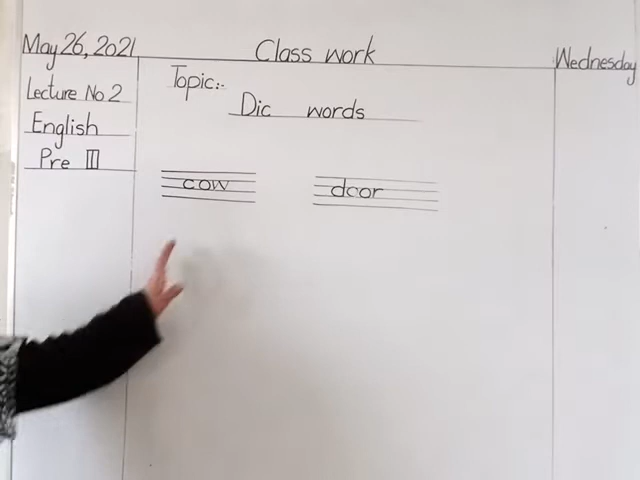 May 26, 2021 Class work Wednesday
Lecture No 2
English
Pre III
Topic:-
Dic words
cow door